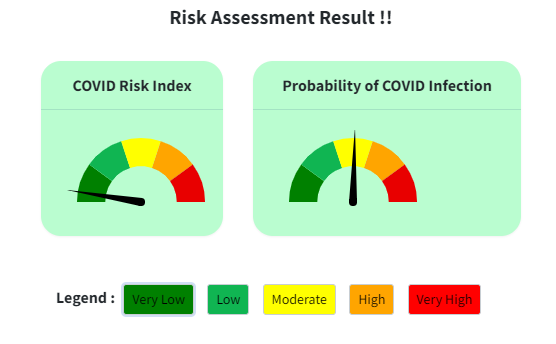 Risk Assessment Result !!
COVID Risk Index
Probability of COVID Infection
Legend : Very Low Low Moderate High Very High